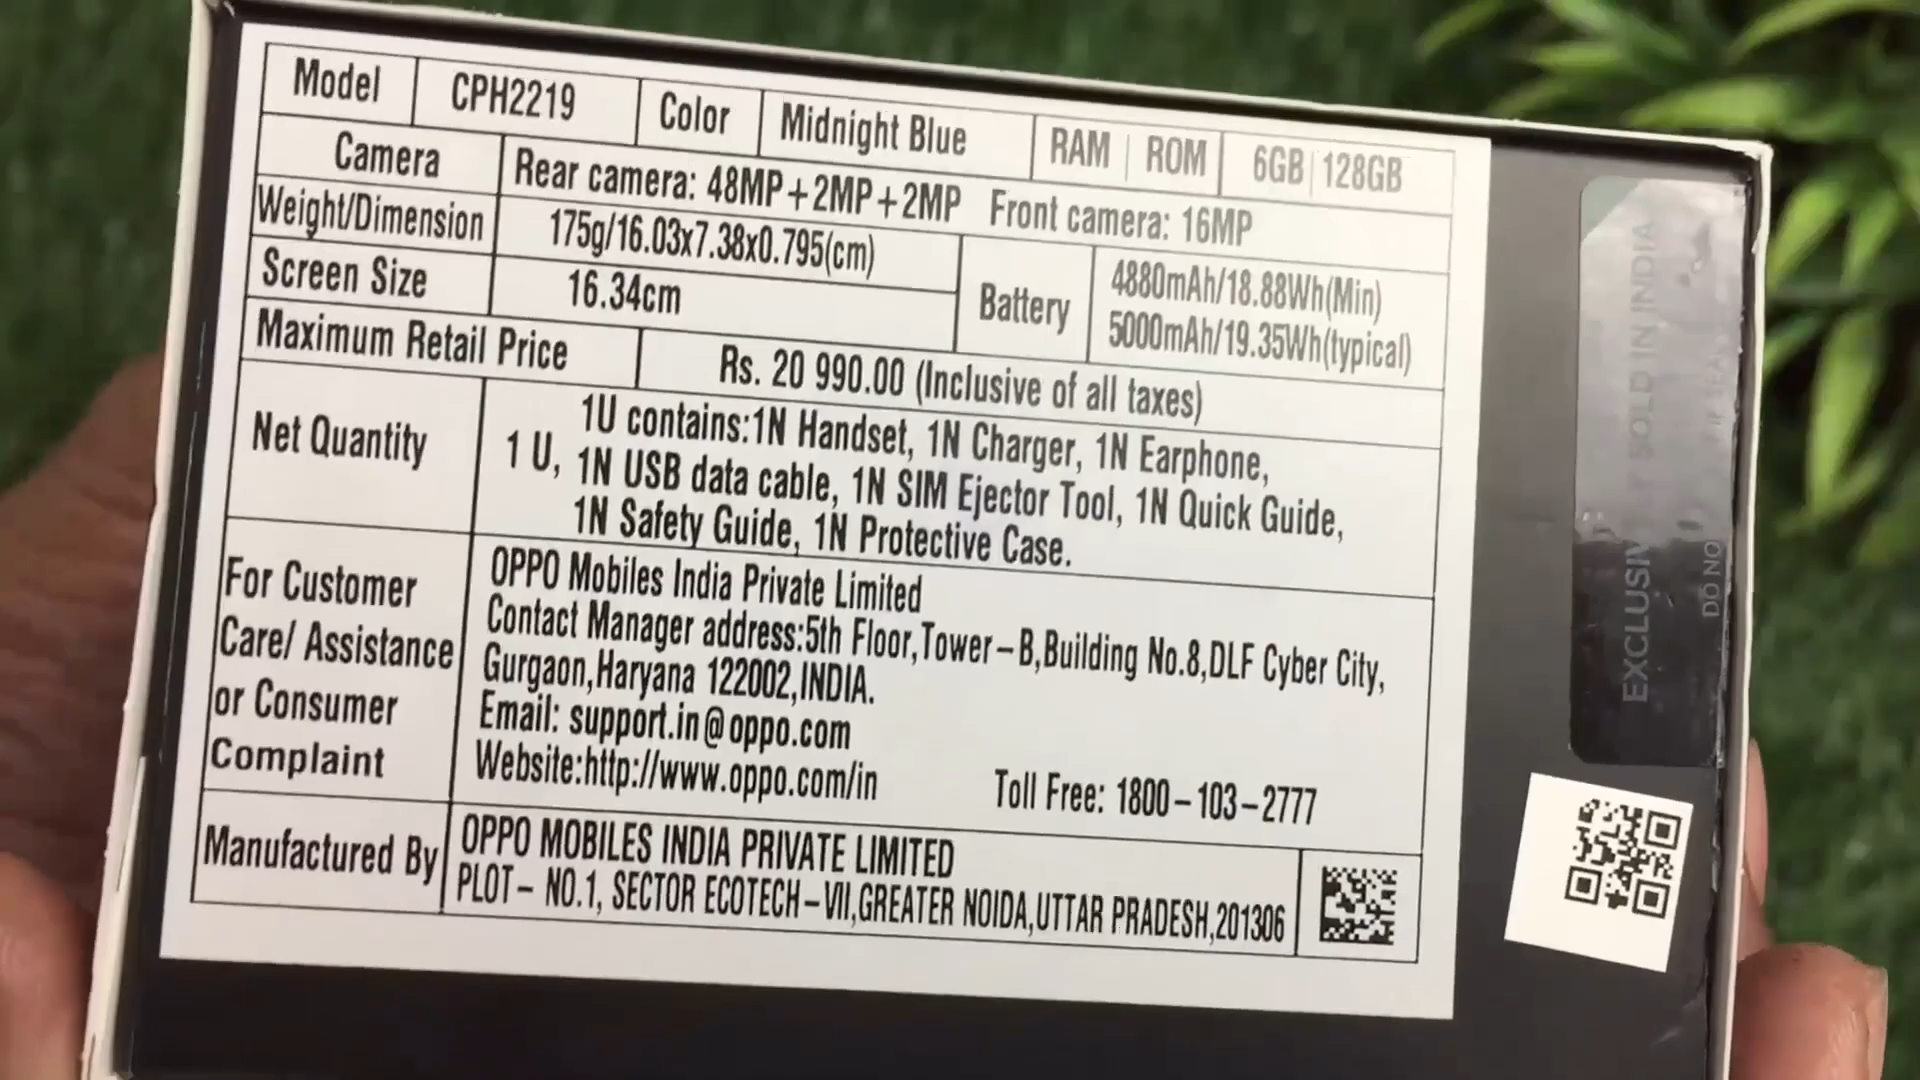 Model CPH2219 Color Midnight Blue RAM | ROM 6GB | 128GB
Camera Rear camera: 48MP+2MP+2MP Front camera: 16MP
Weight/Dimension 175g/16.03x7.38x0.795(cm)
Screen Size 16.34cm
Battery 4880mAh/18.88Wh(Min)
5000mAh/19.35Wh(typical)
Maximum Retail Price Rs. 20 990.00 (Inclusive of all taxes)
Net Quantity 1 U, 1U contains:1N Handset, 1N Charger, 1N Earphone,
1N USB data cable, 1N SIM Ejector Tool, 1N Quick Guide,
1N Safety Guide, 1N Protective Case.
For Customer
Care/ Assistance
or Consumer
Complaint
OPPO Mobiles India Private Limited
Contact Manager address:5th Floor,Tower–B,Building No.8,DLF Cyber City,
Gurgaon,Haryana 122002,INDIA.
Email: support.in@oppo.com
Website:http://www.oppo.com/in Toll Free: 1800–103–2777
Manufactured By
OPPO MOBILES INDIA PRIVATE LIMITED
PLOT– NO.1, SECTOR ECOTECH–VII,GREATER NOIDA,UTTAR PRADESH,201306
SOLD IN INDIA
DO NO